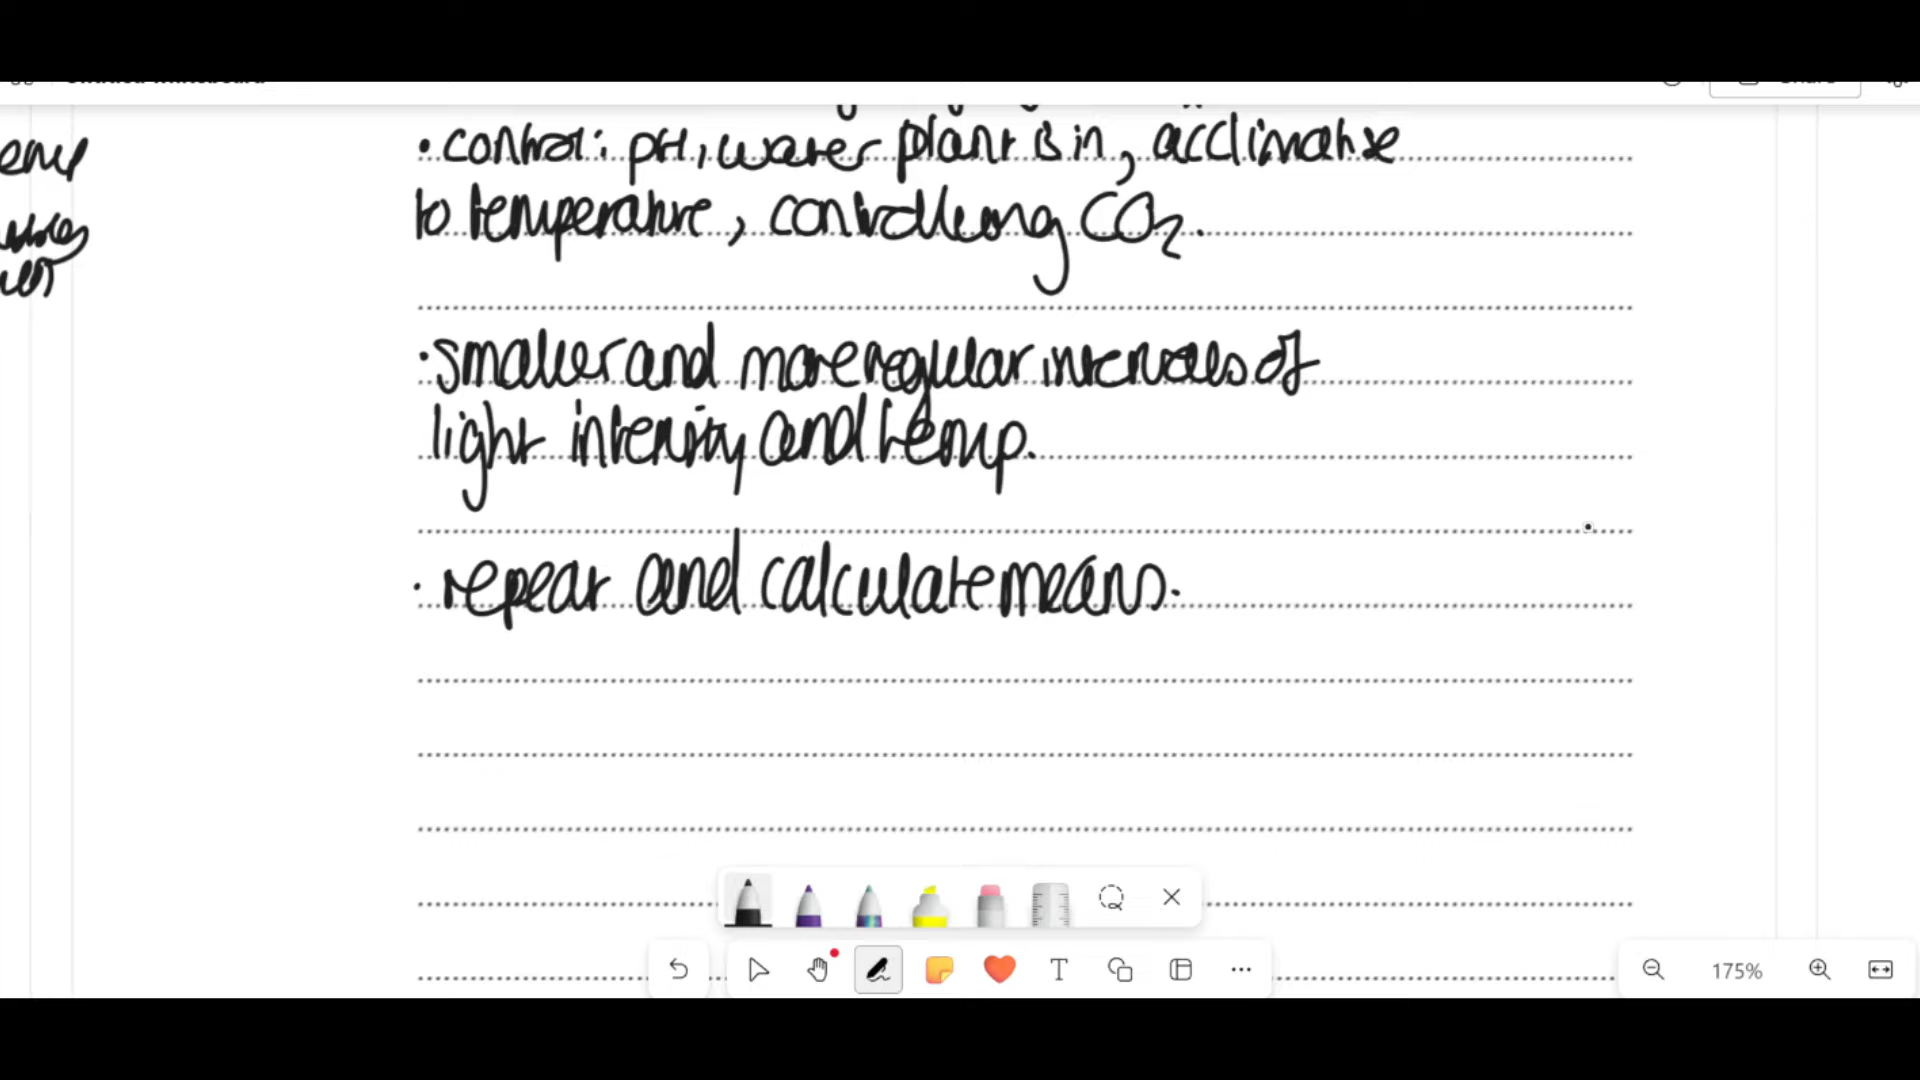 • control: pH, water plant is in, acclimatise
to temperature, controlling CO2.
• smaller and more regular intervals of
light intensity and temp.
• repeat and calculate means.
175%